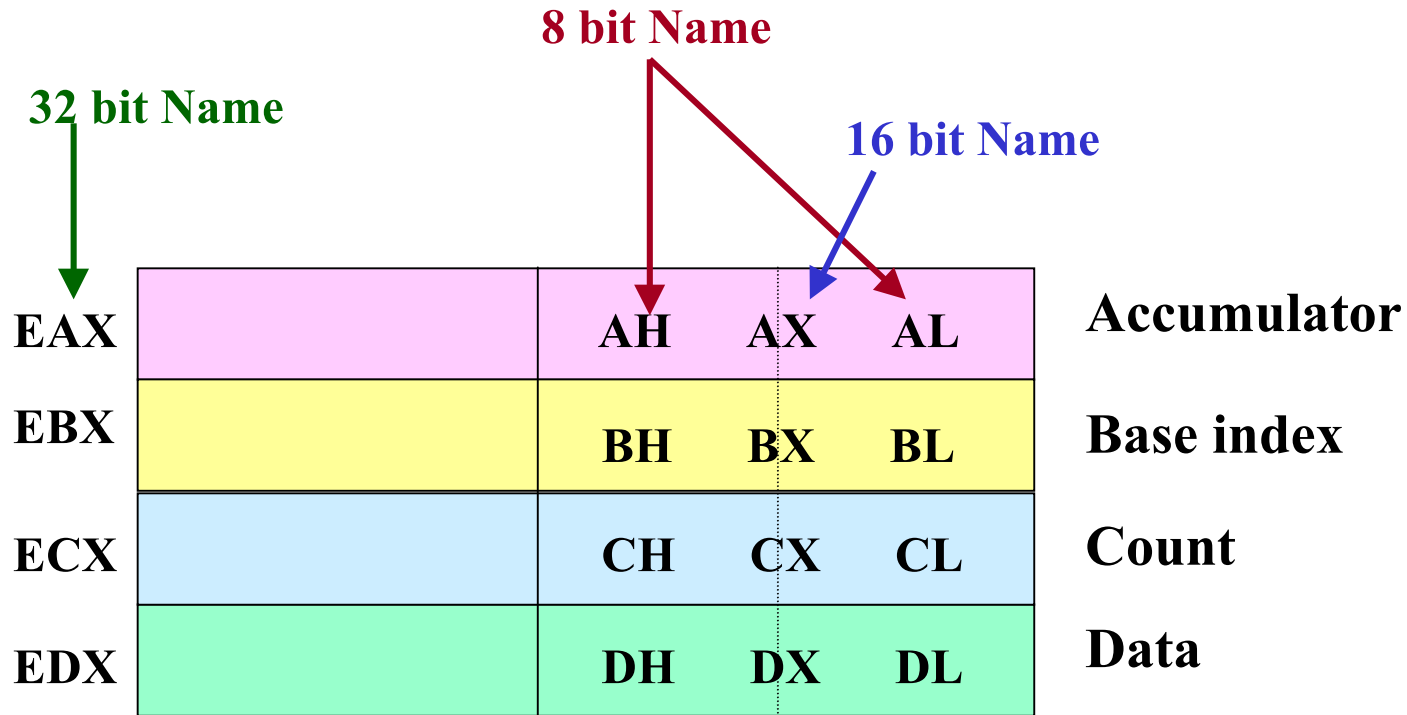 8 bit Name
32 bit Name
16 bit Name
EAX AH AX AL Accumulator
EBX BH BX BL Base index
ECX CH CX CL Count
EDX DH DX DL Data